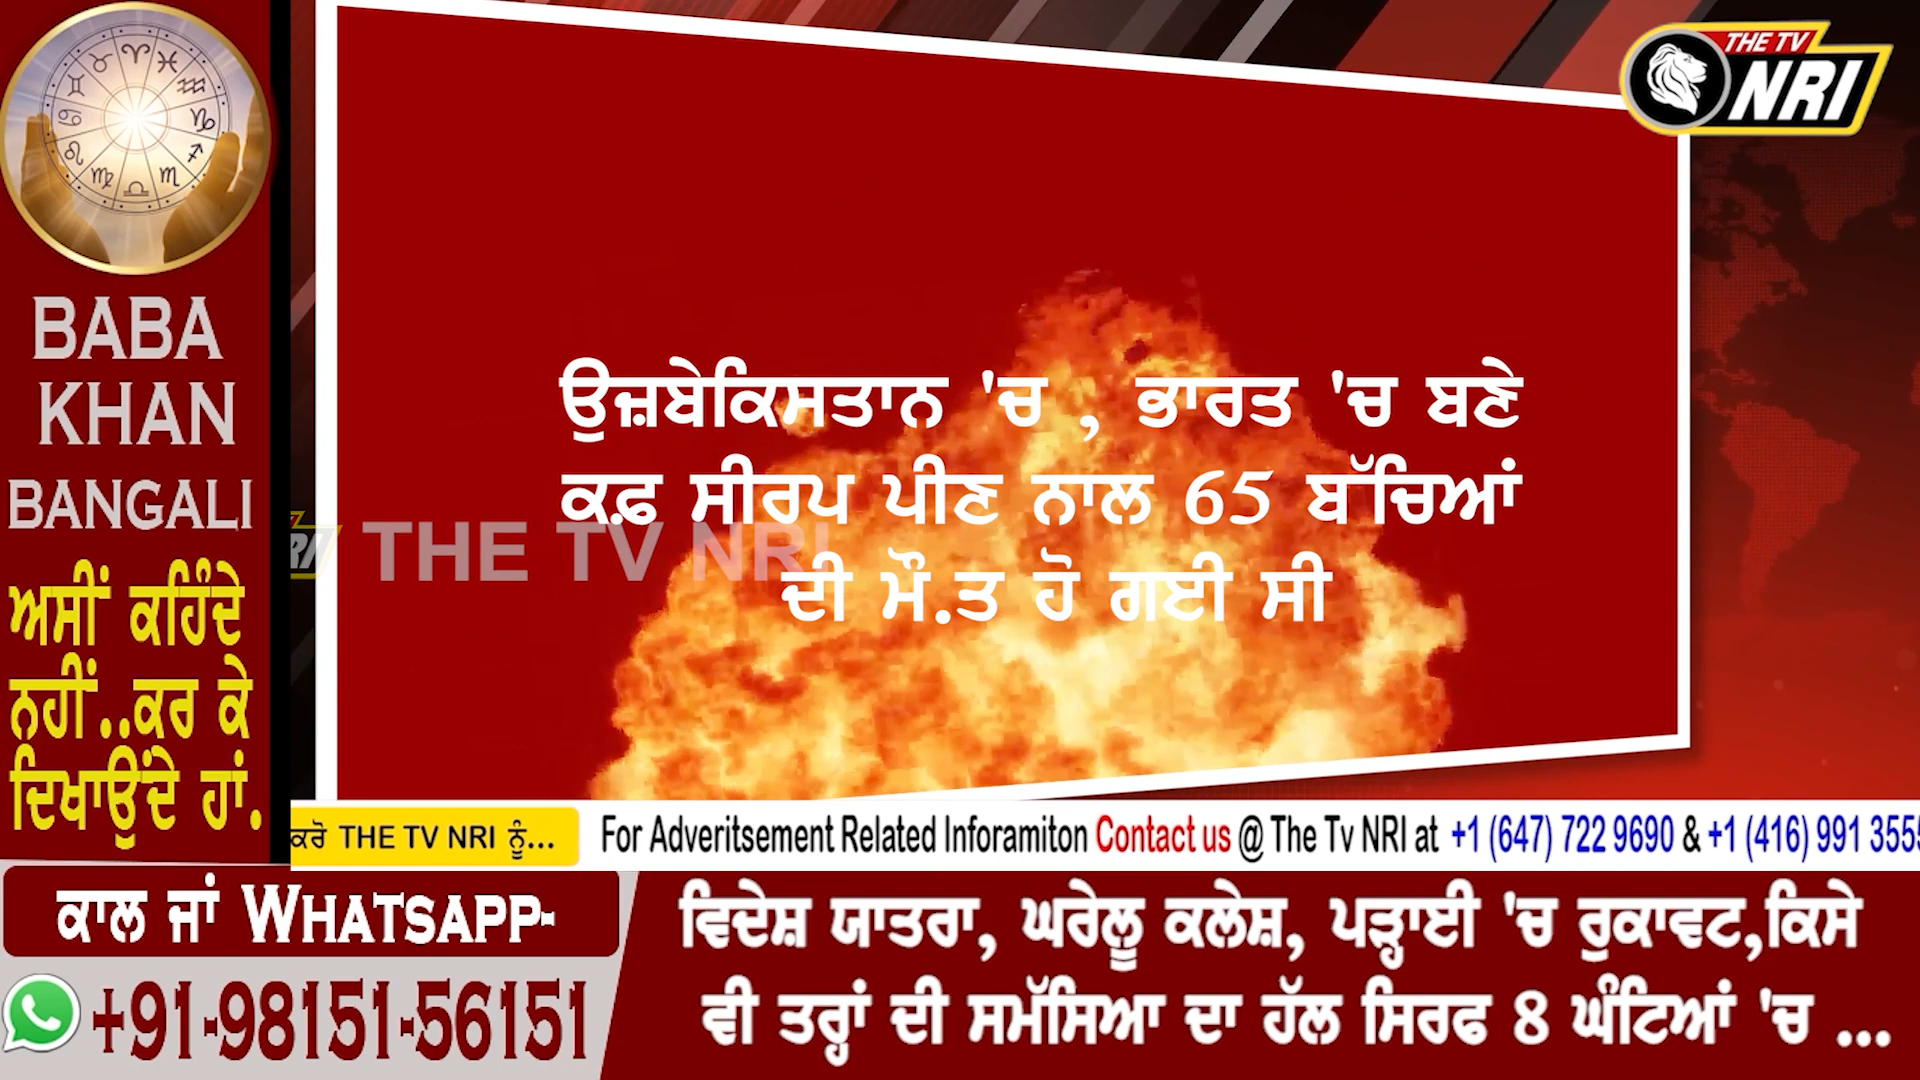 THE TV
NRI
BABA
KHAN
BANGALI
ਅਸੀਂ ਕਹਿੰਦੇ
ਨਹੀਂ..ਕਰ ਕੇ
ਦਿਖਾਉਂਦੇ ਹਾਂ.
ਉਜ਼ਬੇਕਿਸਤਾਨ 'ਚ , ਭਾਰਤ 'ਚ ਬਣੇ
ਕਫ਼ ਸੀਰਪ ਪੀਣ ਨਾਲ 65 ਬੱਚਿਆਂ
ਦੀ ਮੌ.ਤ ਹੋ ਗਈ ਸੀ
THE TV NRI
ਕਰੋ THE TV NRI ਨੂੰ...
For Adveritsement Related Inforamiton Contact us @ The Tv NRI at +1 (647) 722 9690 & +1 (416) 991 3555
ਕਾਲ ਜਾਂ WHATSAPP-
+91-98151-56151
ਵਿਦੇਸ਼ ਯਾਤਰਾ, ਘਰੇਲੂ ਕਲੇਸ਼, ਪੜ੍ਹਾਈ 'ਚ ਰੁਕਾਵਟ,ਕਿਸੇ
ਵੀ ਤਰ੍ਹਾਂ ਦੀ ਸਮੱਸਿਆ ਦਾ ਹੱਲ ਸਿਰਫ 8 ਘੰਟਿਆਂ 'ਚ ...